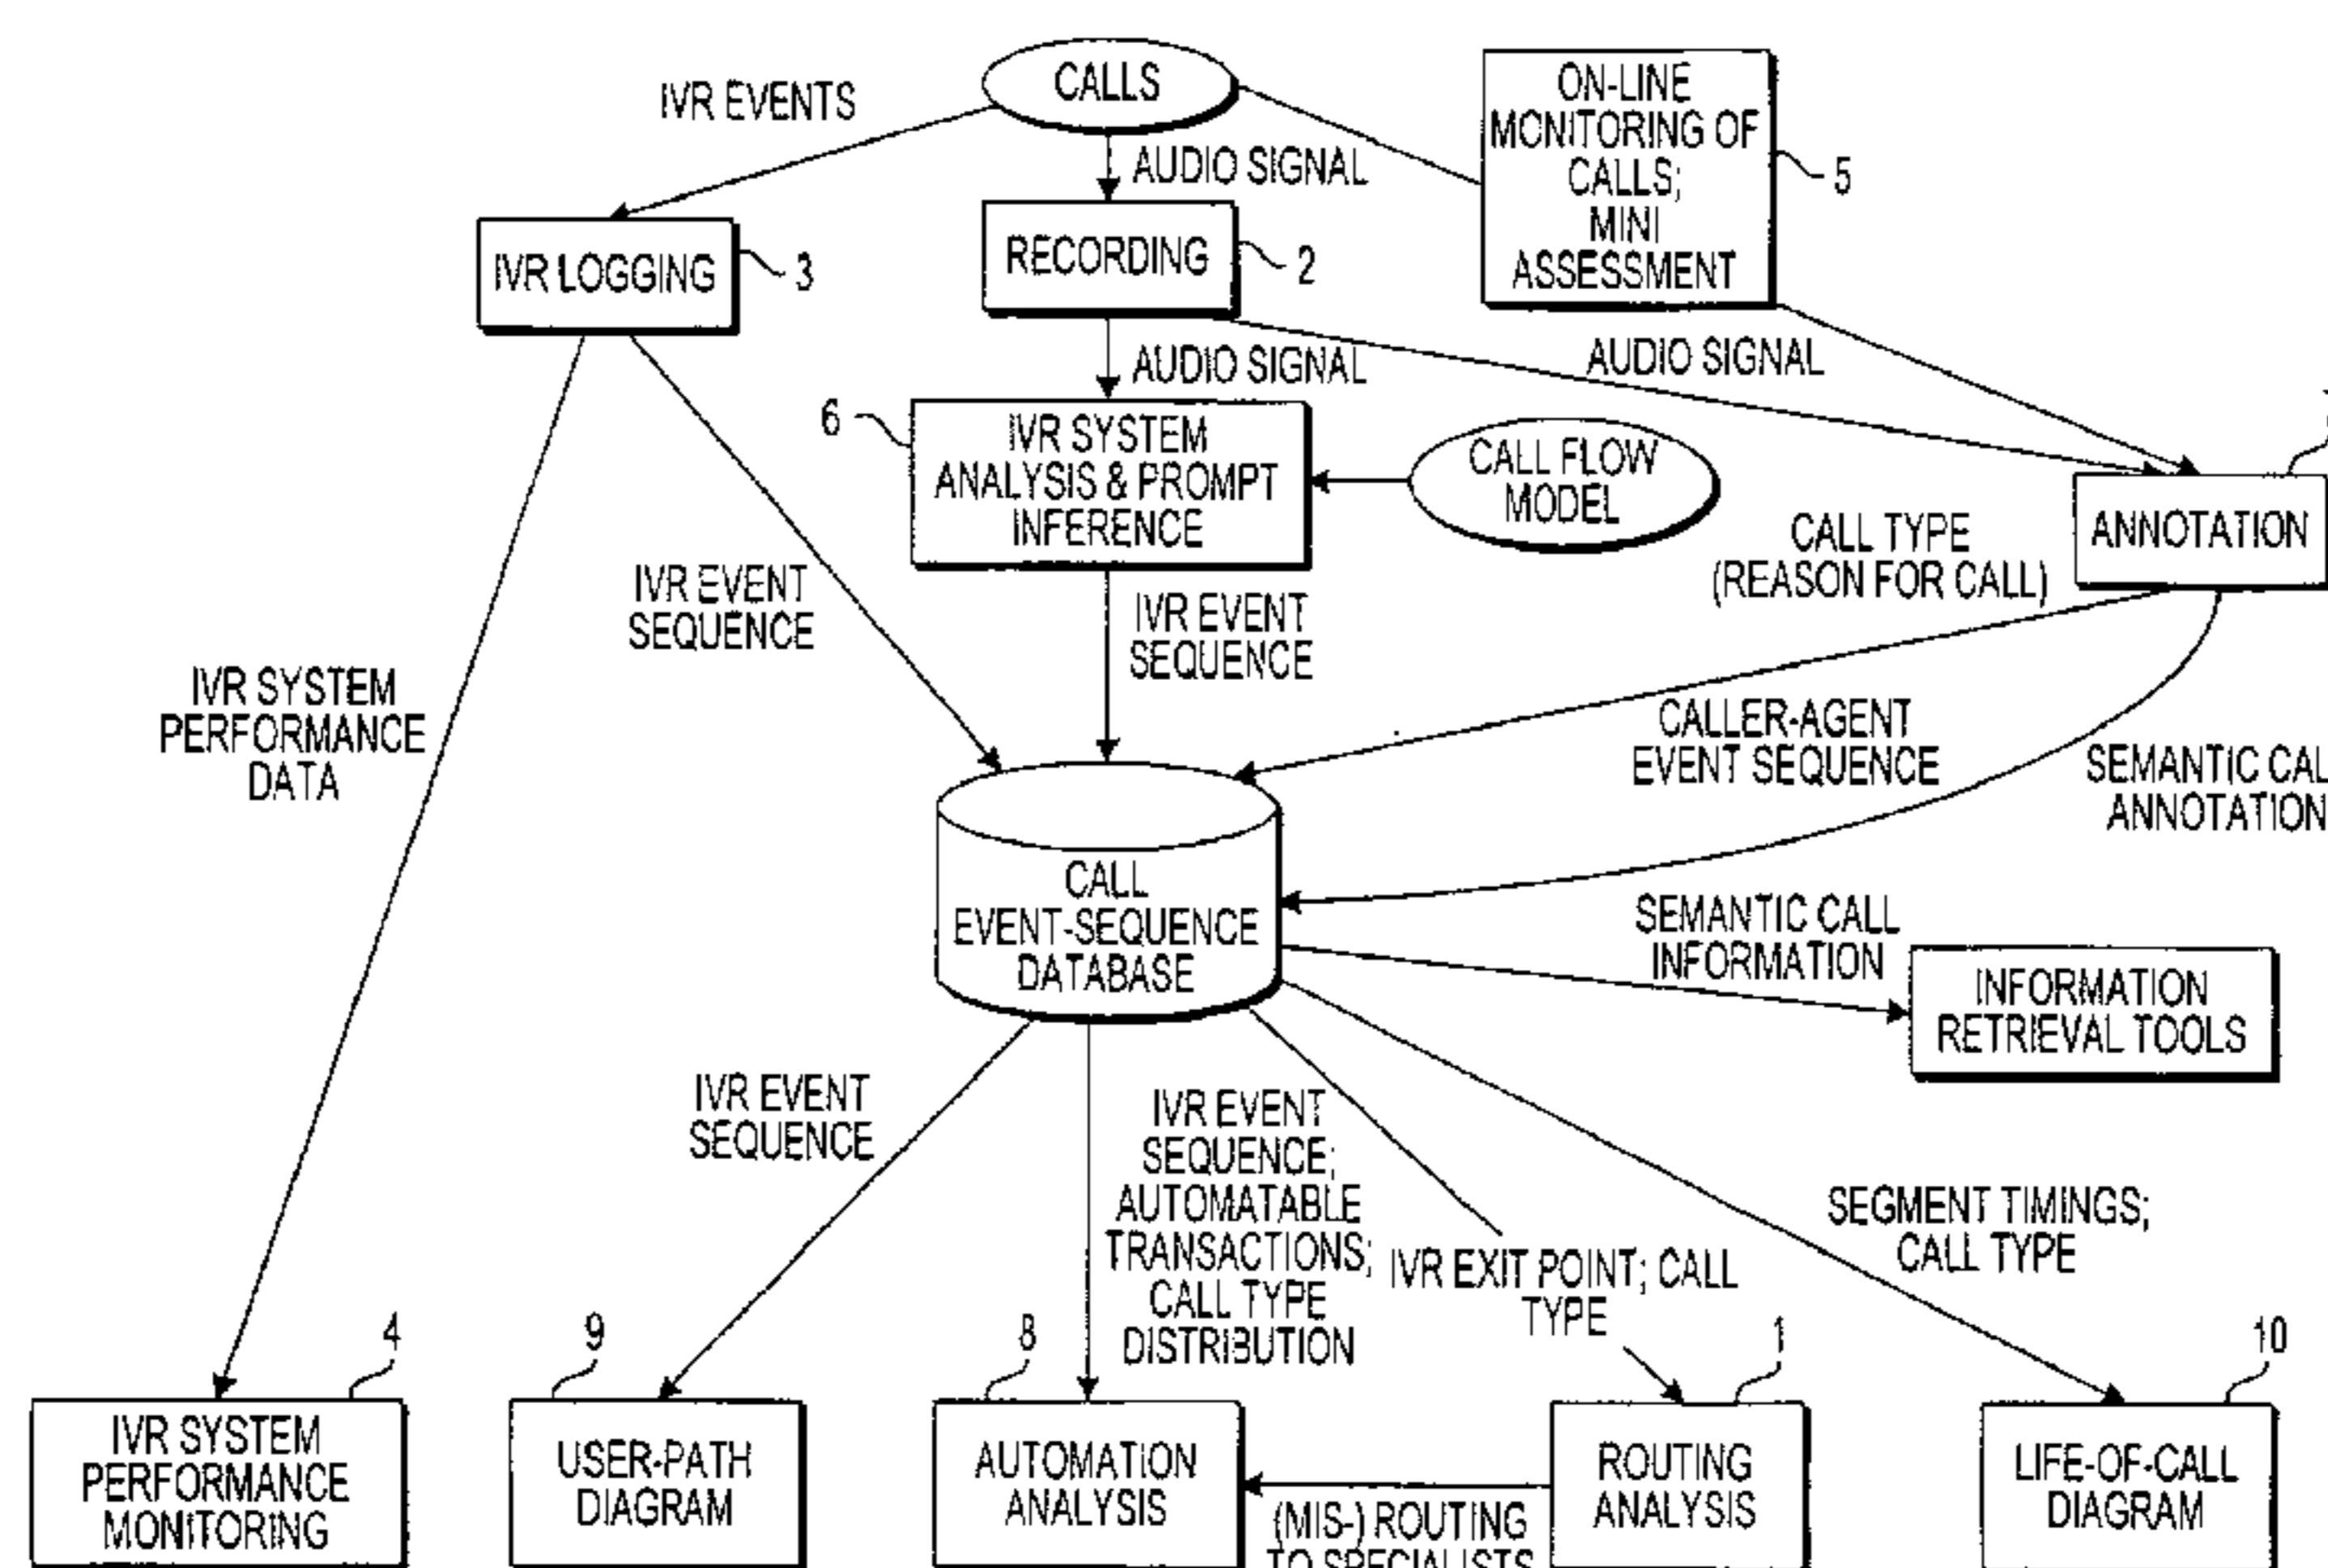 CALLS
IVR EVENTS
ON-LINE
MONITORING OF
CALLS;
MINI
ASSESSMENT
5
AUDIO SIGNAL
IVR LOGGING
3
RECORDING
2
AUDIO SIGNAL
AUDIO SIGNAL
6
IVR SYSTEM
ANALYSIS & PROMPT
INFERENCE
CALL FLOW
MODEL
ANNOTATION
CALL TYPE
(REASON FOR CALL)
IVR EVENT
SEQUENCE
IVR EVENT
SEQUENCE
IVR SYSTEM
PERFORMANCE
DATA
CALLER-AGENT
EVENT SEQUENCE
SEMANTIC CAL
ANNOTATION
CALL
EVENT-SEQUENCE
DATABASE
SEMANTIC CALL
INFORMATION
INFORMATION
RETRIEVAL TOOLS
IVR EVENT
SEQUENCE
IVR EVENT
SEQUENCE;
AUTOMATABLE
TRANSACTIONS;
CALL TYPE
DISTRIBUTION
IVR EXIT POINT; CALL
TYPE
SEGMENT TIMINGS;
CALL TYPE
4
9
8
1
10
IVR SYSTEM
PERFORMANCE
MONITORING
USER-PATH
DIAGRAM
AUTOMATION
ANALYSIS
(MIS-) ROUTING
TO SPECIALISTS
ROUTING
ANALYSIS
LIFE-OF-CALL
DIAGRAM